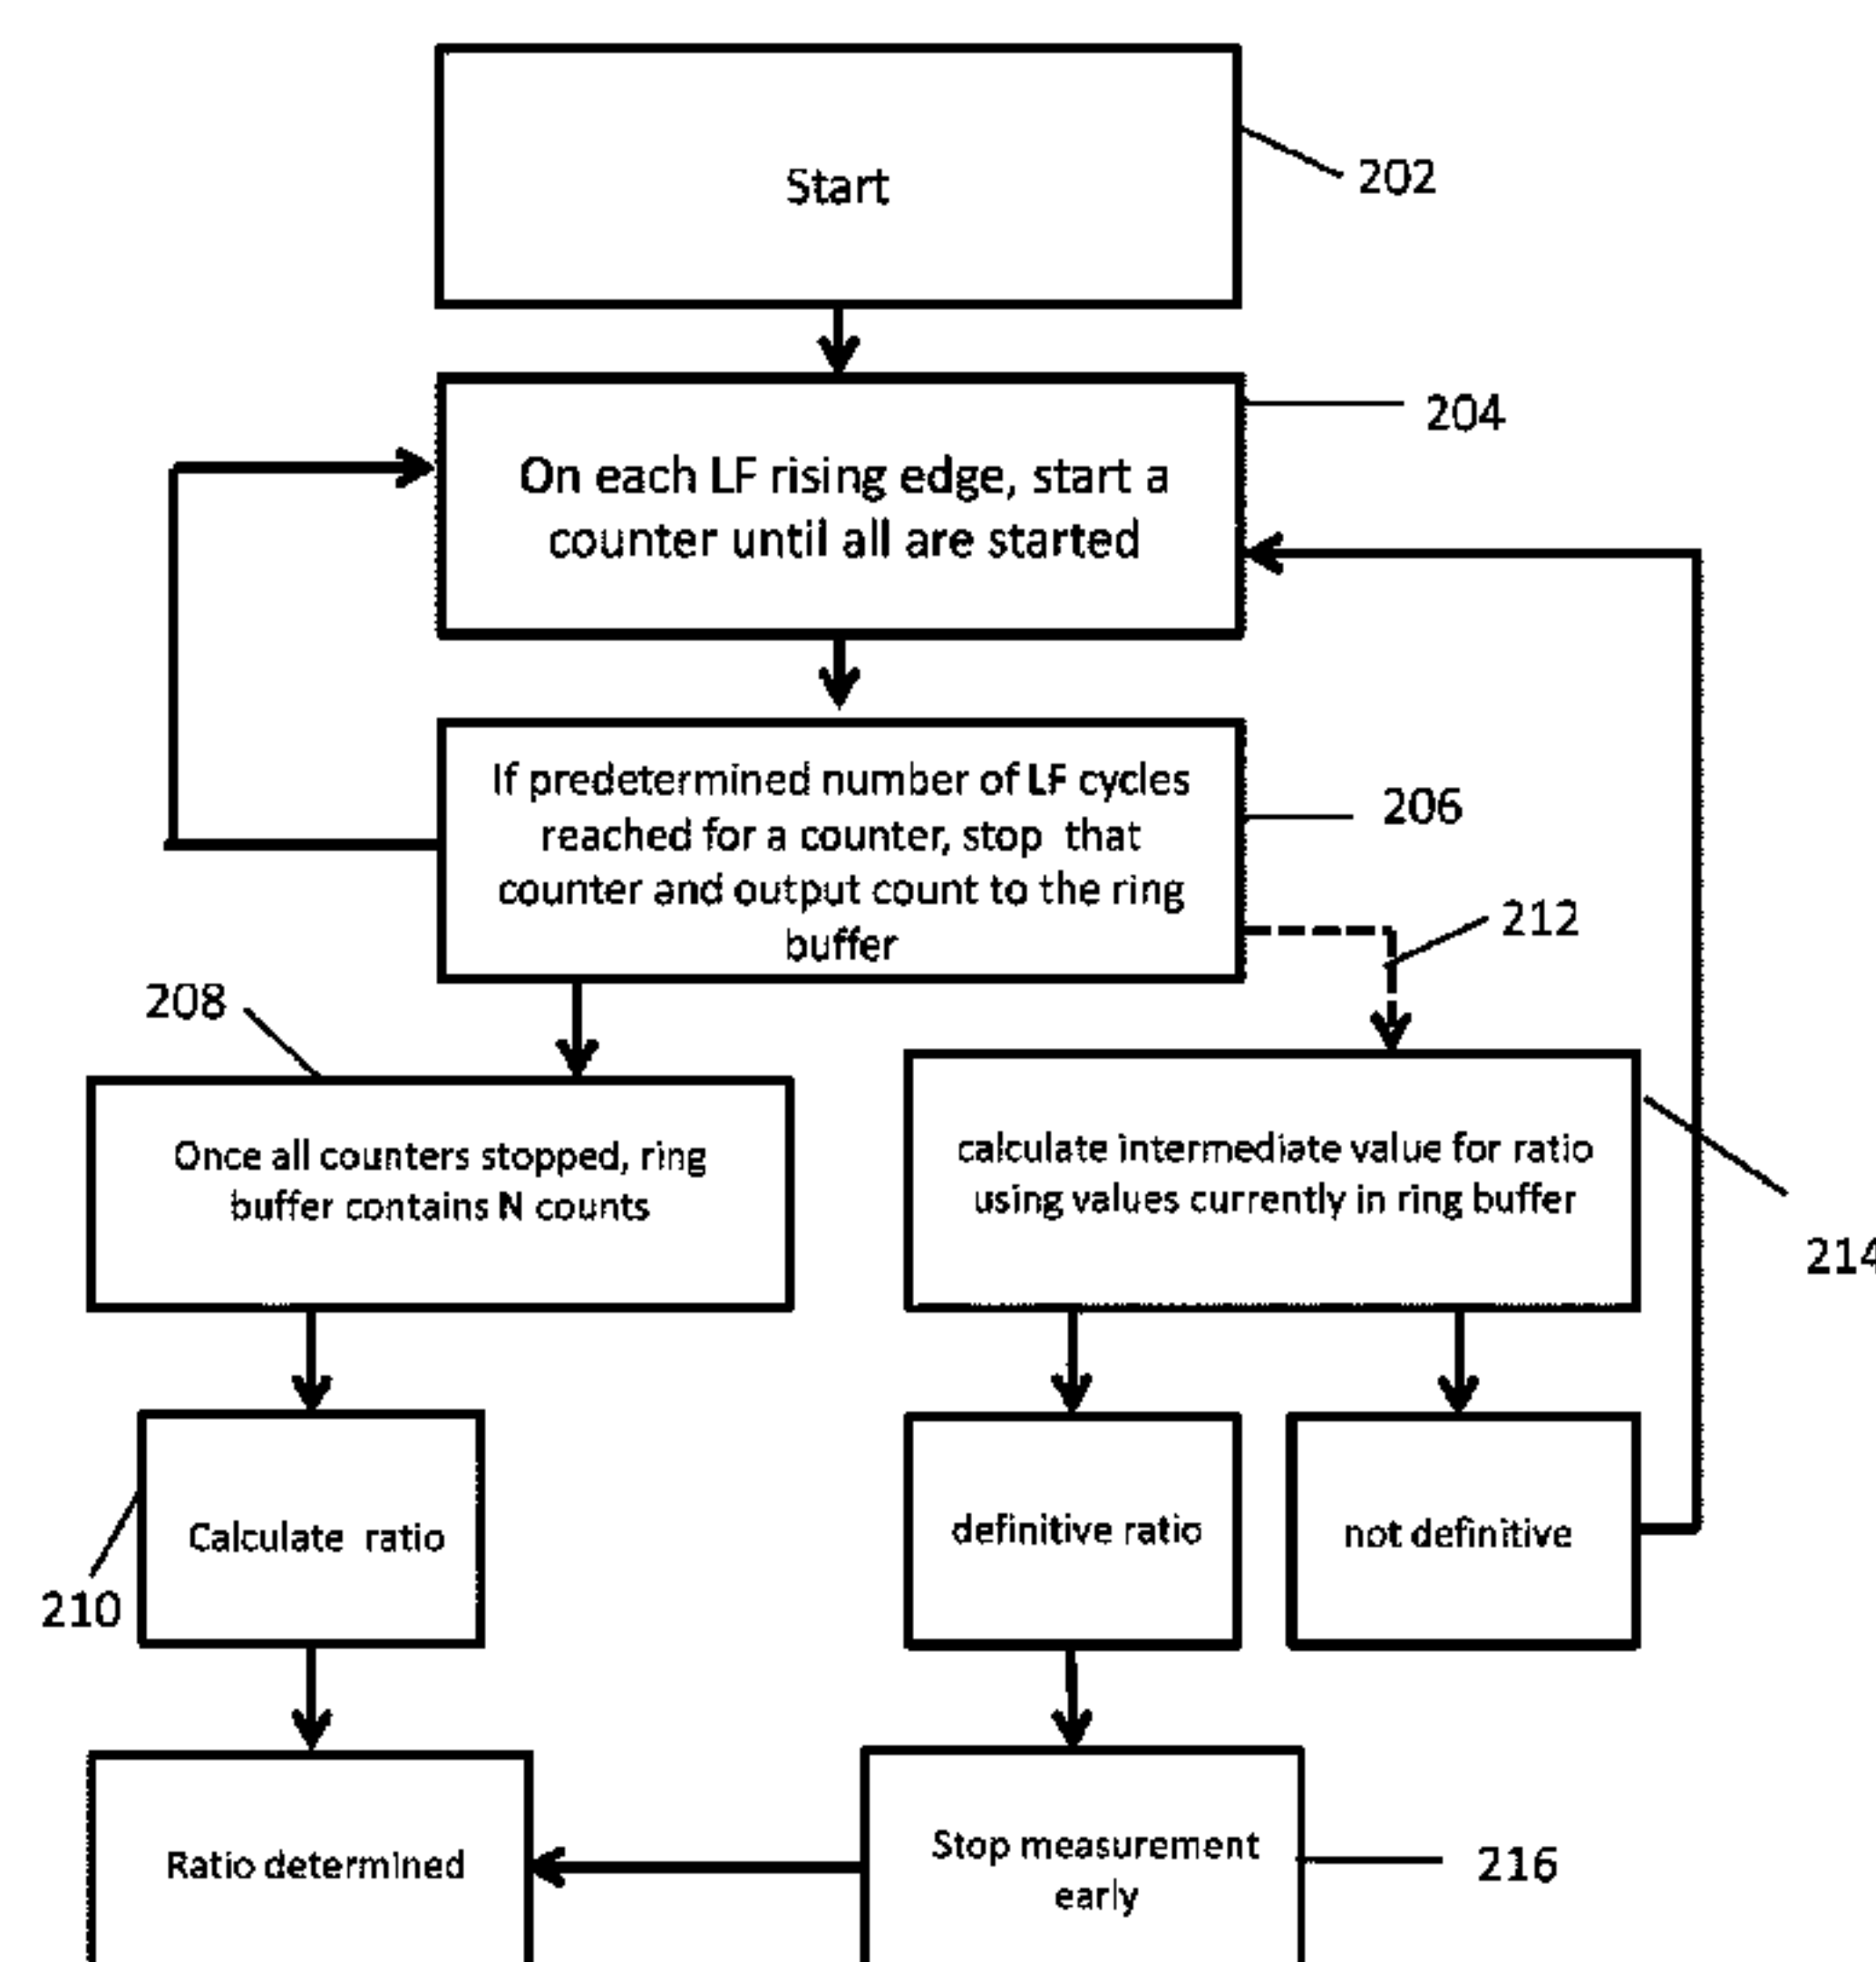 Start
202
204
On each LF rising edge, start a
counter until all are started
If predetermined number of LF cycles
reached for a counter, stop that
counter and output count to the ring
buffer
206
212
208
Once all counters stopped, ring
buffer contains N counts
calculate intermediate value for ratio
using values currently in ring buffer
214
Calculate ratio
definitive ratio
not definitive
210
Ratio determined
Stop measurement
early
216